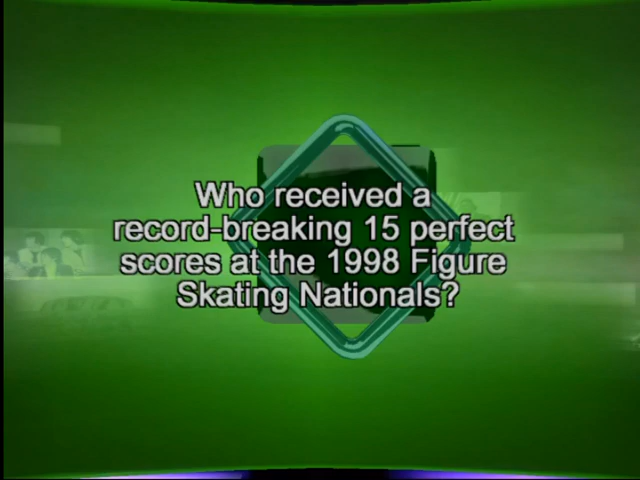 Who received a
record-breaking 15 perfect
scores at the 1998 Figure
Skating Nationals?